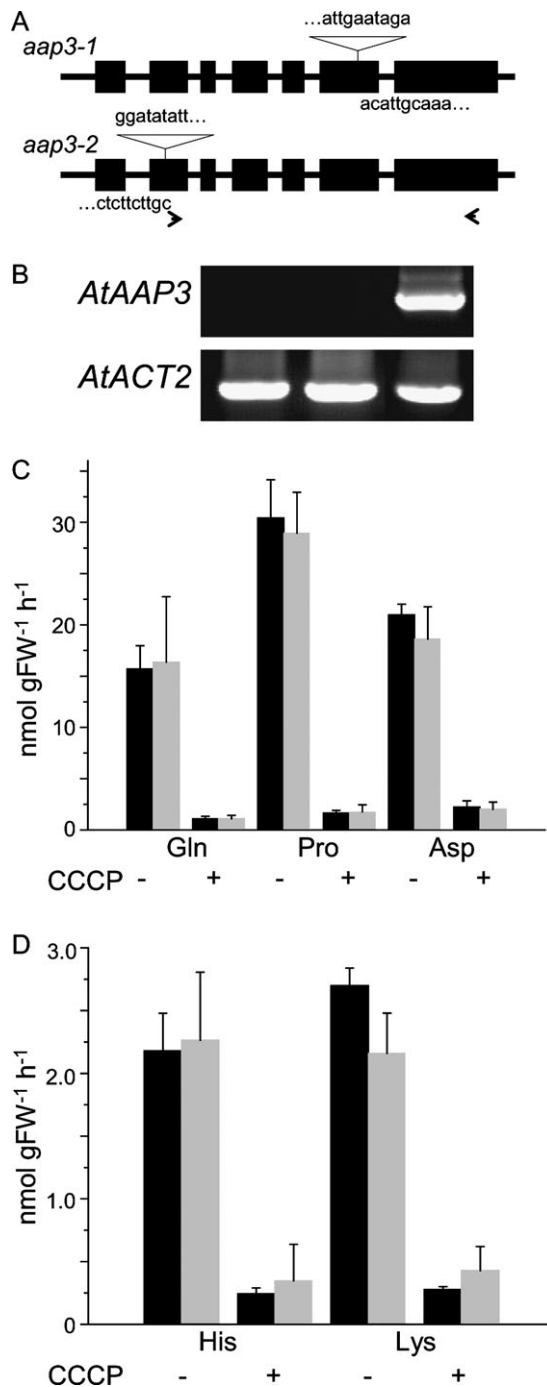 A
…attgaataga
aap3-1
acattgcaaa…
ggatatatt…
aap3-2
…ctcttcttgc
B
AtAAP3
AtACT2
C
30
20
10
0
nmol gFW⁻¹ h⁻¹
Gln Pro Asp
CCCP - + - + - +
D
3.0
2.0
1.0
0
nmol gFW⁻¹ h⁻¹
His Lys
CCCP - + - +